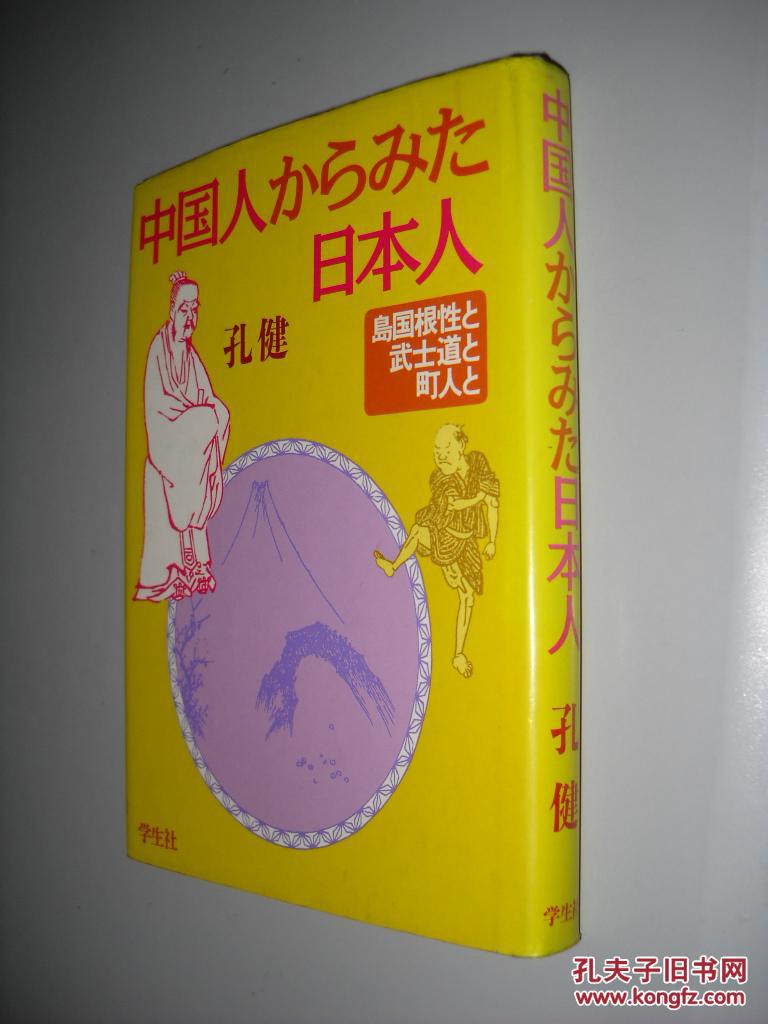 中国人からみた
日本人
孔健
島国根性と
武士道と
町人と
学生社
中国人からみた日本人
孔健
学生社
孔夫子旧书网
www.kongfz.com